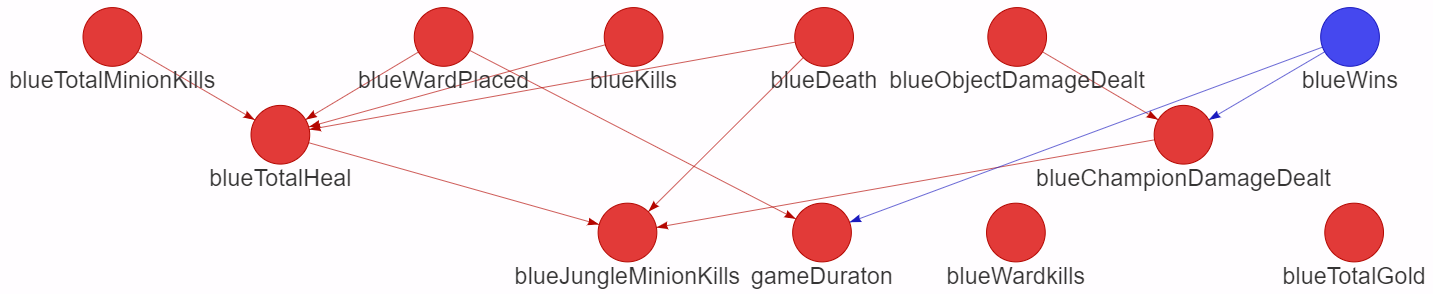 blueTotalMinionKills
blueWardPlaced
blueKills
blueDeath
blueObjectDamageDealt
blueWins
blueTotalHeal
blueChampionDamageDealt
blueJungleMinionKills
gameDuraton
blueWardkills
blueTotalGold